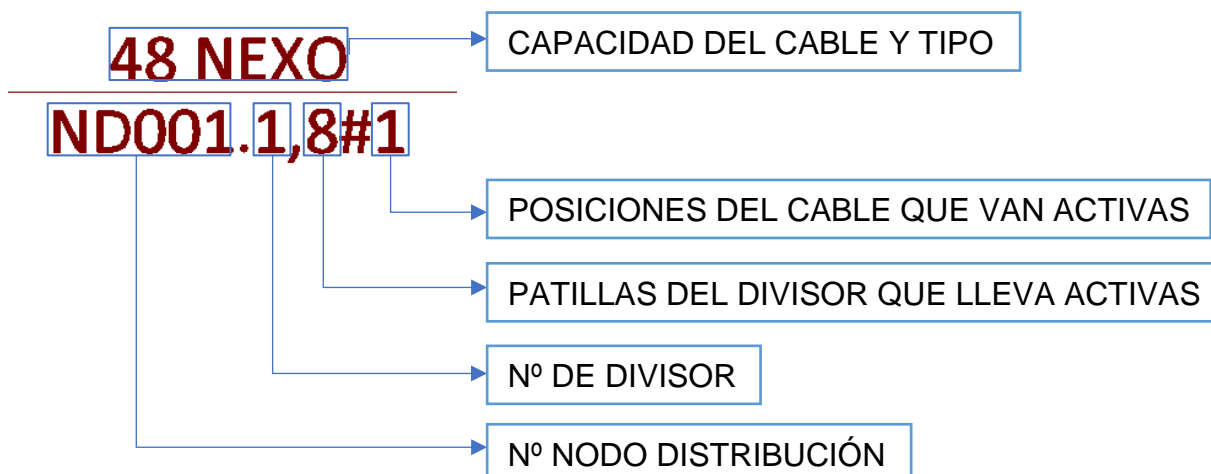 48 NEXO
CAPACIDAD DEL CABLE Y TIPO
ND001.1,8#1
POSICIONES DEL CABLE QUE VAN ACTIVAS
PATILLAS DEL DIVISOR QUE LLEVA ACTIVAS
Nº DE DIVISOR
Nº NODO DISTRIBUCIÓN